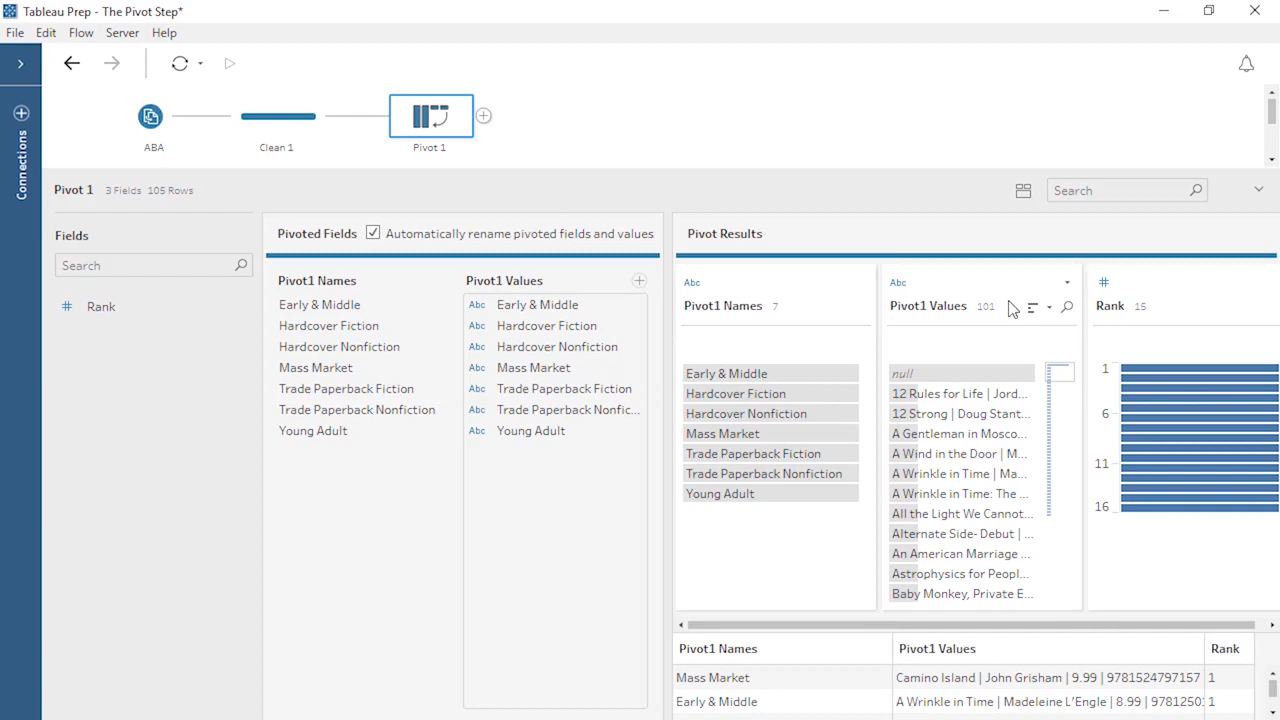 Tableau Prep - The Pivot Step*
File Edit Flow Server Help
Connections
ABA
Clean 1
Pivot 1
Pivot 1 3 Fields 105 Rows
Search
Fields
Search
# Rank
Pivoted Fields Automatically rename pivoted fields and values
Pivot1 Names
Early & Middle
Hardcover Fiction
Hardcover Nonfiction
Mass Market
Trade Paperback Fiction
Trade Paperback Nonfiction
Young Adult
Pivot1 Values
Abc Early & Middle
Abc Hardcover Fiction
Abc Hardcover Nonfiction
Abc Mass Market
Abc Trade Paperback Fiction
Abc Trade Paperback Nonfic...
Abc Young Adult
Pivot Results
Abc
Pivot1 Names 7
Early & Middle
Hardcover Fiction
Hardcover Nonfiction
Mass Market
Trade Paperback Fiction
Trade Paperback Nonfiction
Young Adult
Abc
Pivot1 Values 101
null
12 Rules for Life | Jord...
12 Strong | Doug Stant...
A Gentleman in Mosco...
A Wind in the Door | M...
A Wrinkle in Time | Ma...
A Wrinkle in Time: The ...
All the Light We Cannot...
Alternate Side- Debut | ...
An American Marriage ...
Astrophysics for Peopl...
Baby Monkey, Private E...
#
Rank 15
1
6
11
16
Pivot1 Names Pivot1 Values Rank
Mass Market Camino Island | John Grisham | 9.99 | 9781524797157 1
Early & Middle A Wrinkle in Time | Madeleine L'Engle | 8.99 | 9781250 1